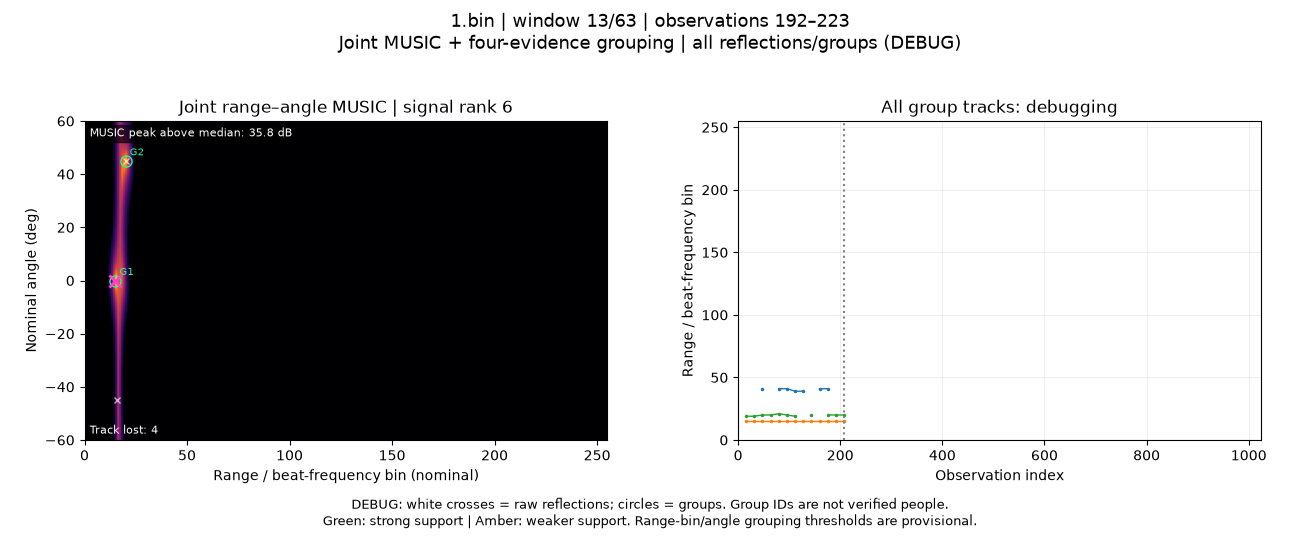 1.bin | window 13/63 | observations 192–223
Joint MUSIC + four-evidence grouping | all reflections/groups (DEBUG)
Joint range–angle MUSIC | signal rank 6
MUSIC peak above median: 35.8 dB
G2
G1
Track lost: 4
60
40
20
0
−20
−40
−60
Nominal angle (deg)
0
50
100
150
200
250
Range / beat-frequency bin (nominal)
All group tracks: debugging
250
200
150
100
50
0
Range / beat-frequency bin
0
200
400
600
800
1000
Observation index
DEBUG: white crosses = raw reflections; circles = groups. Group IDs are not verified people.
Green: strong support | Amber: weaker support. Range-bin/angle grouping thresholds are provisional.